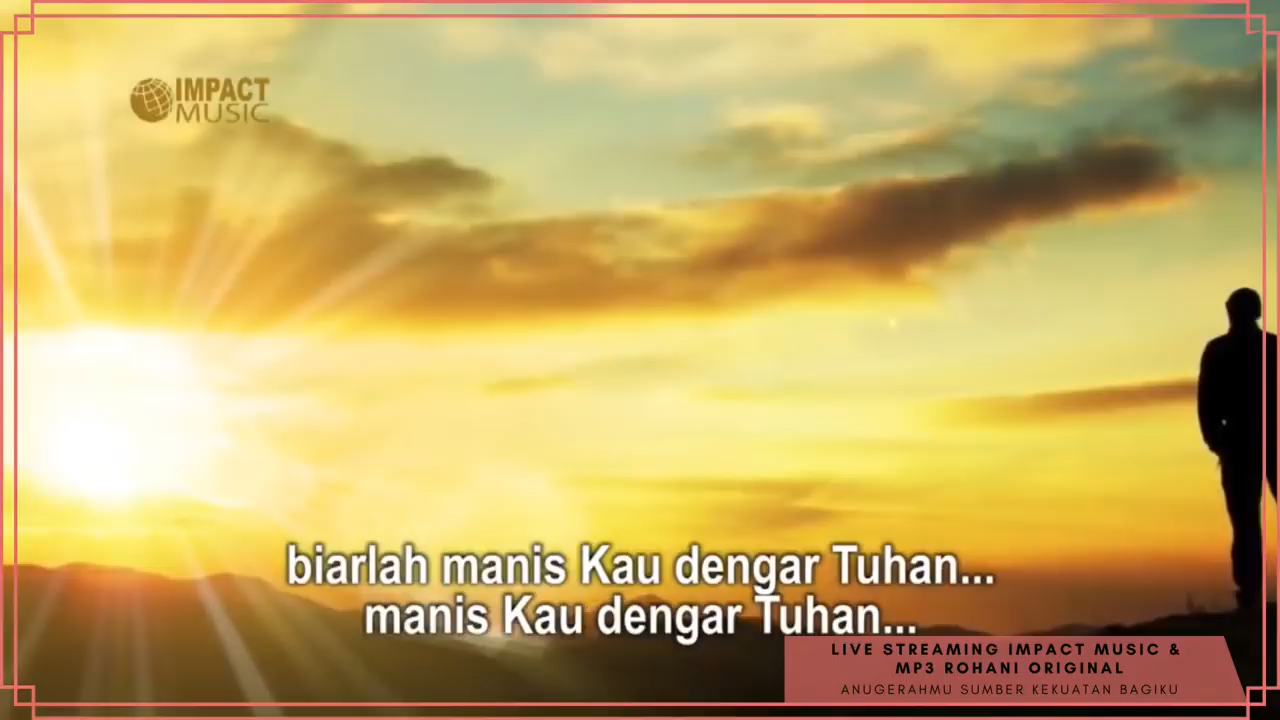 IMPACT
MUSIC
biarlah manis Kau dengar Tuhan...
manis Kau dengar Tuhan...
LIVE STREAMING IMPACT MUSIC &
MP3 ROHANI ORIGINAL
ANUGERAHMU SUMBER KEKUATAN BAGIKU